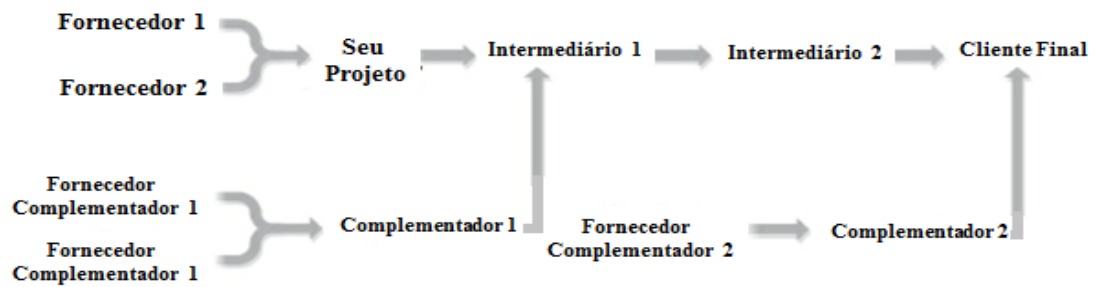 Fornecedor 1
Fornecedor 2
Seu
Projeto
Intermediário 1
Intermediário 2
Cliente Final
Fornecedor
Complementador 1
Fornecedor
Complementador 1
Complementador 1
Fornecedor
Complementador 2
Complementador 2